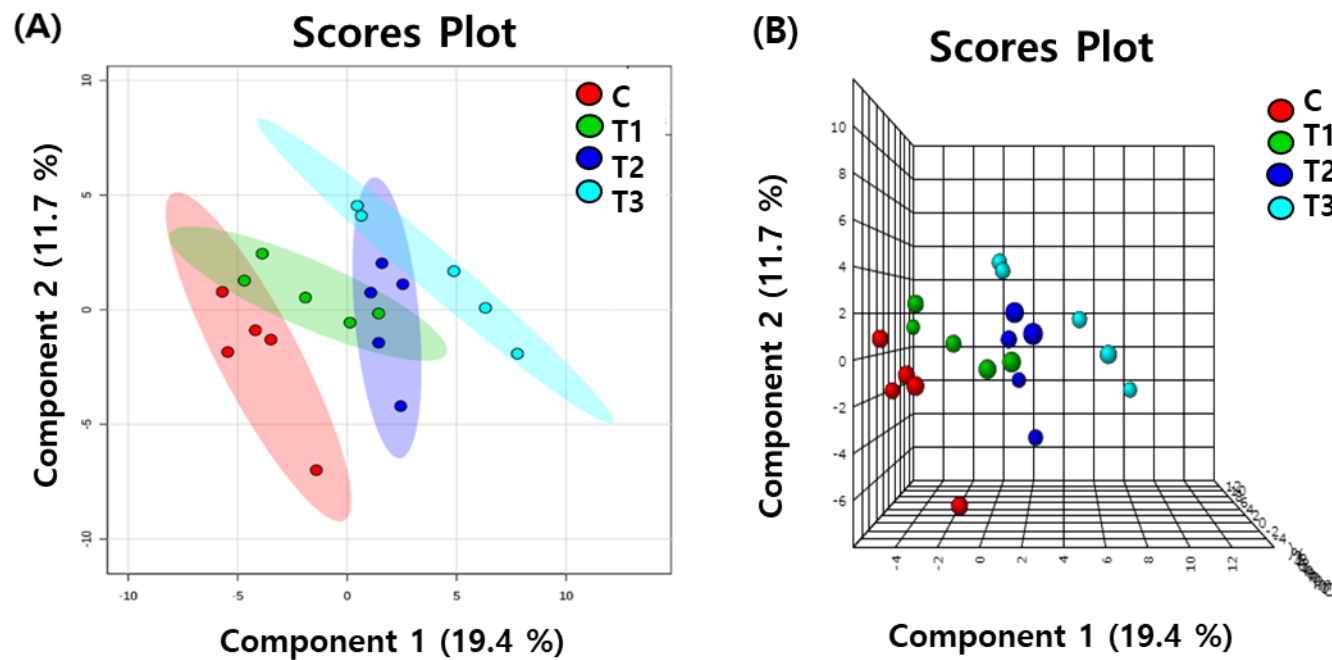 (A)
Scores Plot
C
T1
T2
T3
Component 2 (11.7 %)
10
5
0
-5
-10
-10
-5
0
5
10
Component 1 (19.4 %)
(B)
Scores Plot
C
T1
T2
T3
Component 2 (11.7 %)
10
8
6
4
2
0
-2
-4
-6
-4
-2
0
2
4
6
8
10
12
Component 1 (19.4 %)